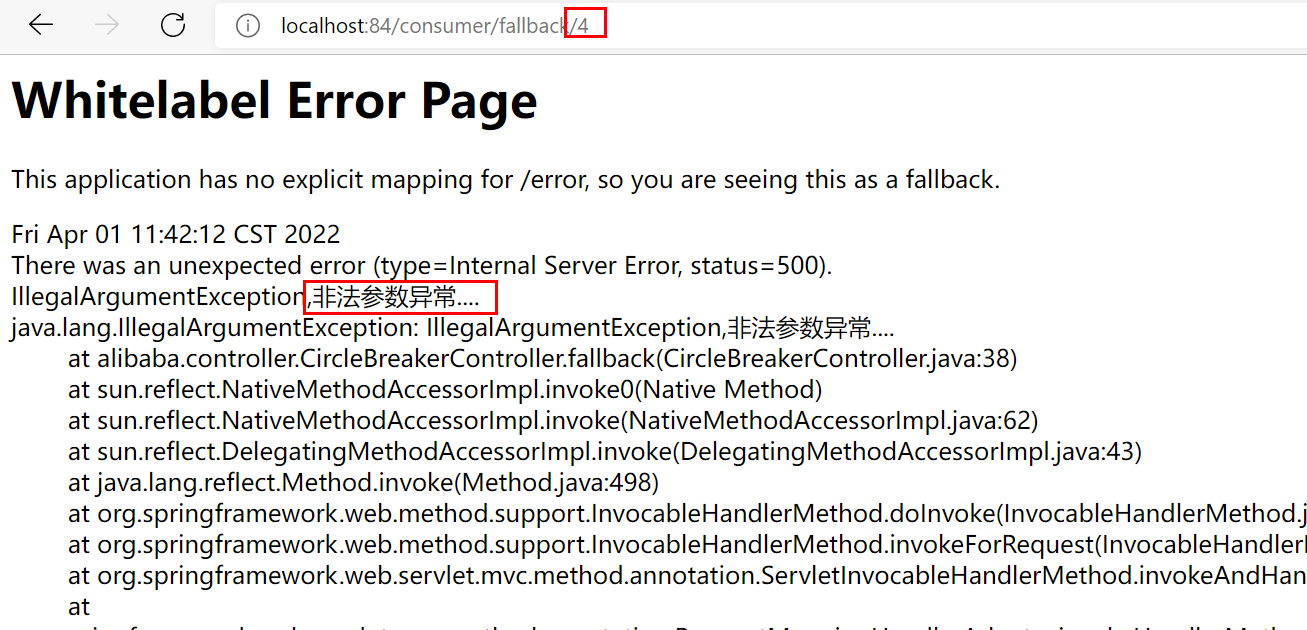 localhost:84/consumer/fallback/4
Whitelabel Error Page
This application has no explicit mapping for /error, so you are seeing this as a fallback.
Fri Apr 01 11:42:12 CST 2022
There was an unexpected error (type=Internal Server Error, status=500).
IllegalArgumentException,非法参数异常....
java.lang.IllegalArgumentException: IllegalArgumentException,非法参数异常....
at alibaba.controller.CircleBreakerController.fallback(CircleBreakerController.java:38)
at sun.reflect.NativeMethodAccessorImpl.invoke0(Native Method)
at sun.reflect.NativeMethodAccessorImpl.invoke(NativeMethodAccessorImpl.java:62)
at sun.reflect.DelegatingMethodAccessorImpl.invoke(DelegatingMethodAccessorImpl.java:43)
at java.lang.reflect.Method.invoke(Method.java:498)
at org.springframework.web.method.support.InvocableHandlerMethod.doInvoke(InvocableHandlerMethod.j
at org.springframework.web.method.support.InvocableHandlerMethod.invokeForRequest(InvocableHandler
at org.springframework.web.servlet.mvc.method.annotation.ServletInvocableHandlerMethod.invokeAndHan
at